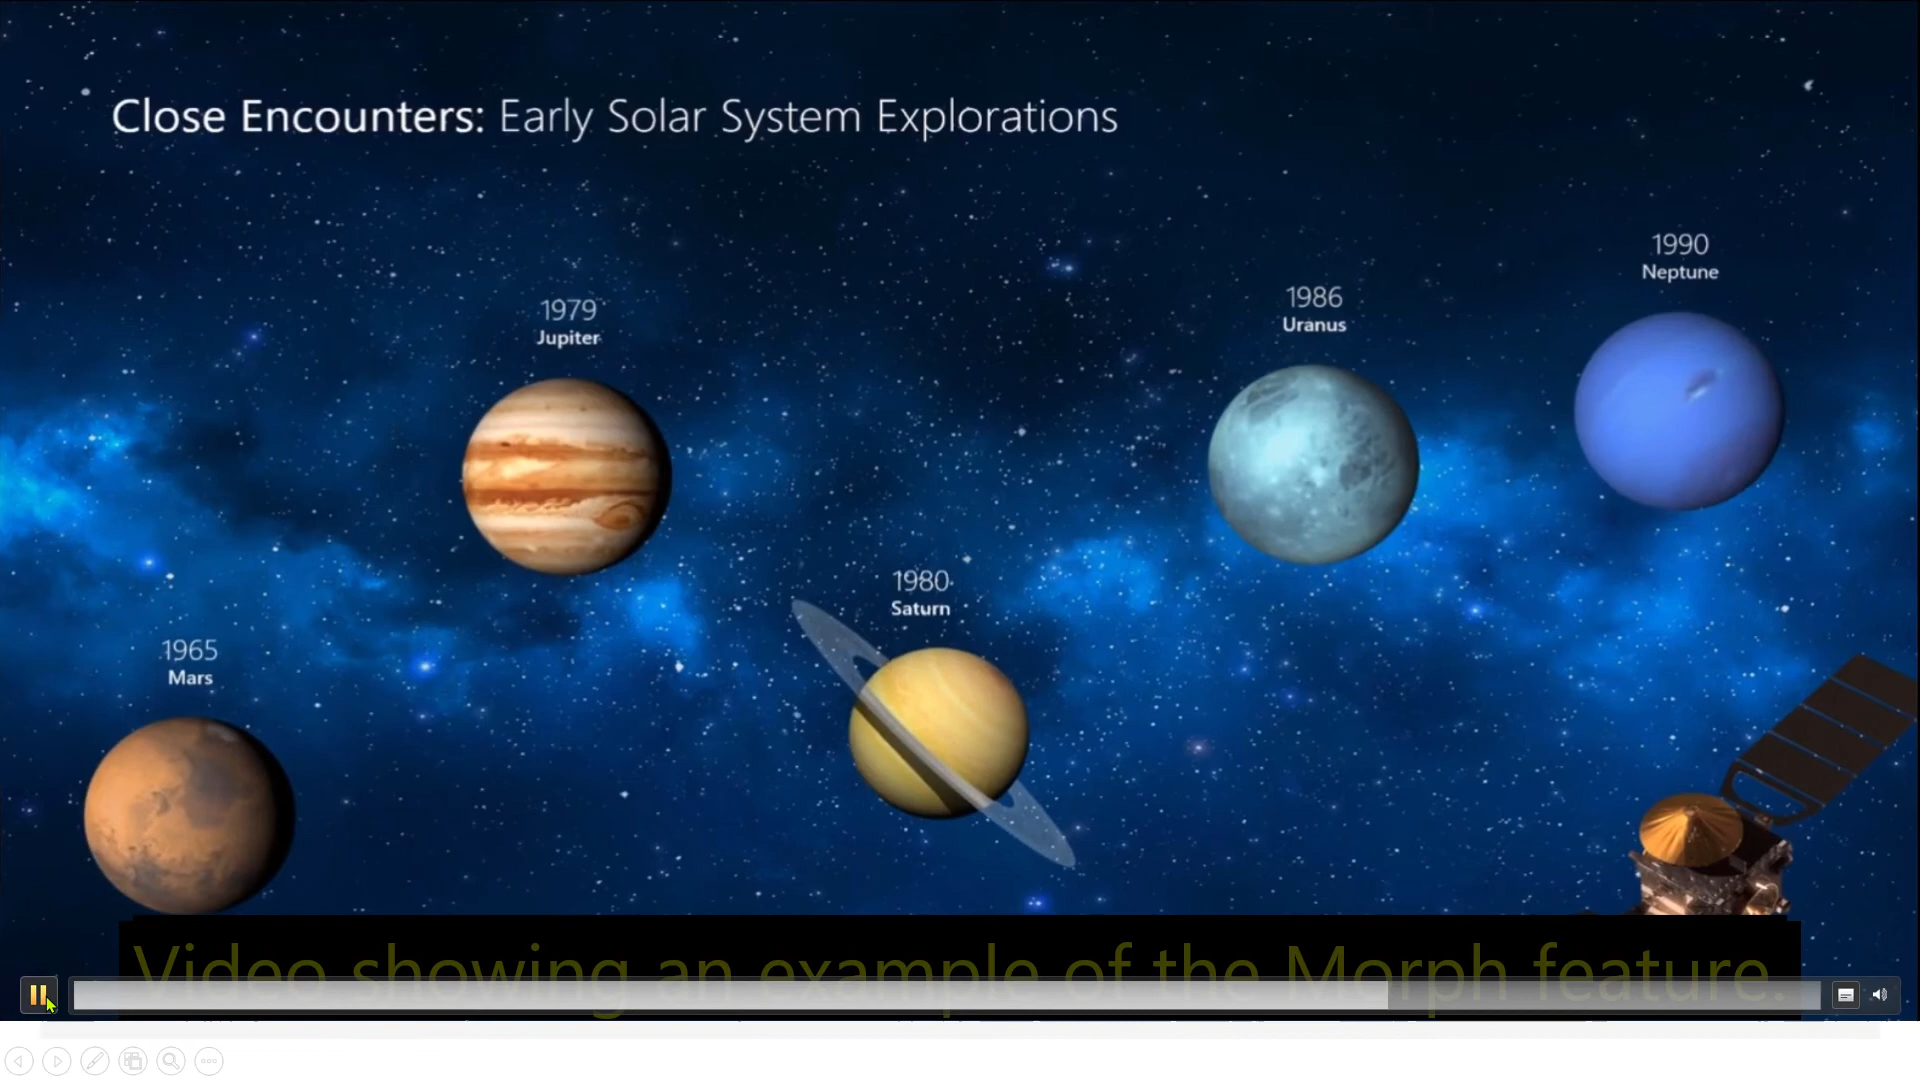 Close Encounters: Early Solar System Explorations
1990
Neptune
1986
Uranus
1979
Jupiter
1980
Saturn
1965
Mars
Video showing an example of the Morph feature.